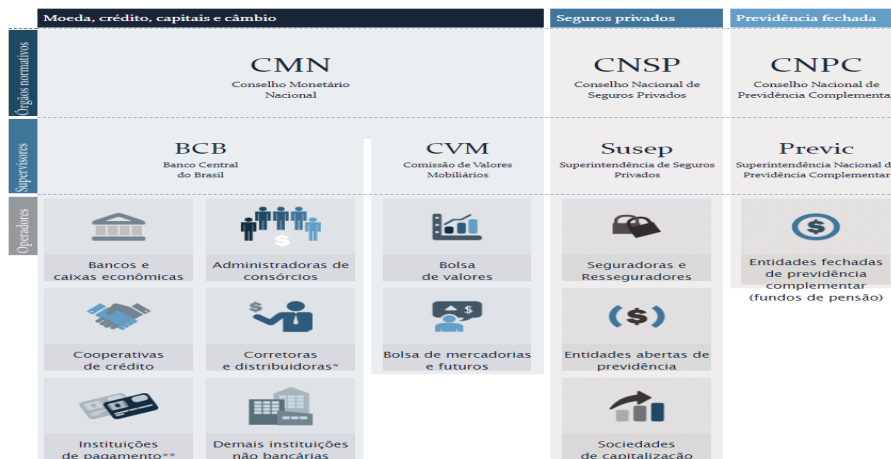 Moeda, crédito, capitais e câmbio
Seguros privados
Previdência fechada
Órgãos normativos
CMN
Conselho Monetário
Nacional
CNSP
Conselho Nacional de
Seguros Privados
CNPC
Conselho Nacional de
Previdência Complementar
Supervisores
BCB
Banco Central
do Brasil
CVM
Comissão de Valores
Mobiliários
Susep
Superintendência de Seguros
Privados
Previc
Superintendência Nacional d
Previdência Complementar
Operadores
Bancos e
caixas econômicas
Administradoras de
consórcios
Bolsa
de valores
Seguradoras e
Resseguradores
Entidades fechadas
de previdência
complementar
(fundos de pensão)
Cooperativas
de crédito
Corretoras
e distribuidoras*
Bolsa de mercadorias
e futuros
Entidades abertas de
previdência
Instituições
de pagamento**
Demais instituições
não bancárias
Sociedades
de capitalização